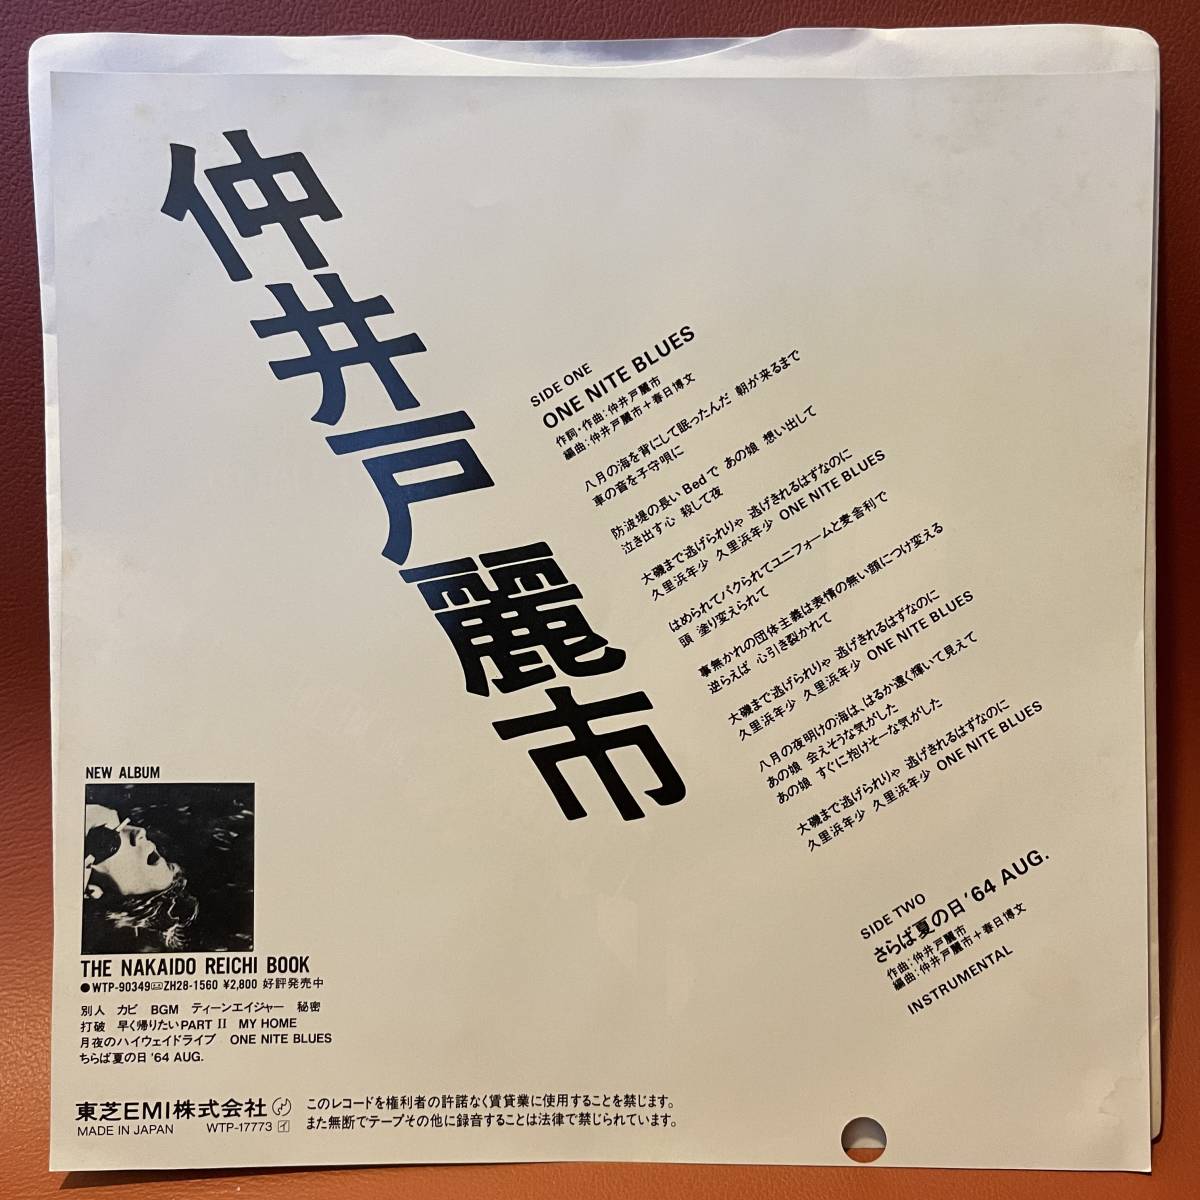 仲井戸麗市
SIDE ONE
ONE NITE BLUES
作詞・作曲:仲井戸麗市
編曲:仲井戸麗市+春日博文
八月の海を背にして眠ったんだ 朝が来るまで
車の音を子守唄に
防波堤の長いBedで あの娘 想い出して
泣き出す心 殺して夜
大磯まで逃げられりゃ 逃げきれるはずなのに
久里浜年少 久里浜年少 ONE NITE BLUES
はめられてパクられてユニフォームと麦舎利で
頭 塗り変えられて
事無かれの団体主義は表情の無い顔につけ変える
逆らえば 心引き裂かれて
大磯まで逃げられりゃ 逃げきれるはずなのに
久里浜年少 久里浜年少 ONE NITE BLUES
八月の夜明けの海は、はるか遠く輝いて見えて
あの娘 会えそうな気がした
あの娘 すぐに抱けそーな気がした
大磯まで逃げられりゃ 逃げきれるはずなのに
久里浜年少 久里浜年少 ONE NITE BLUES
SIDE TWO
さらば夏の日'64 AUG.
作曲:仲井戸麗市
編曲:仲井戸麗市+春日博文
INSTRUMENTAL
NEW ALBUM
THE NAKAIDO REICHI BOOK
●WTP-90349 ZH28-1560 ¥2,800 好評発売中
別人 カビ BGM ティーンエイジャー 秘密
打破 早く帰りたいPART II MY HOME
月夜のハイウェイドライブ ONE NITE BLUES
ちらば夏の日 '64 AUG.
東芝EMI株式会社
MADE IN JAPAN WTP-17773 イ
このレコードを権利者の許諾なく賃貸業に使用することを禁じます。
また無断でテープその他に録音することは法律で禁じられています。